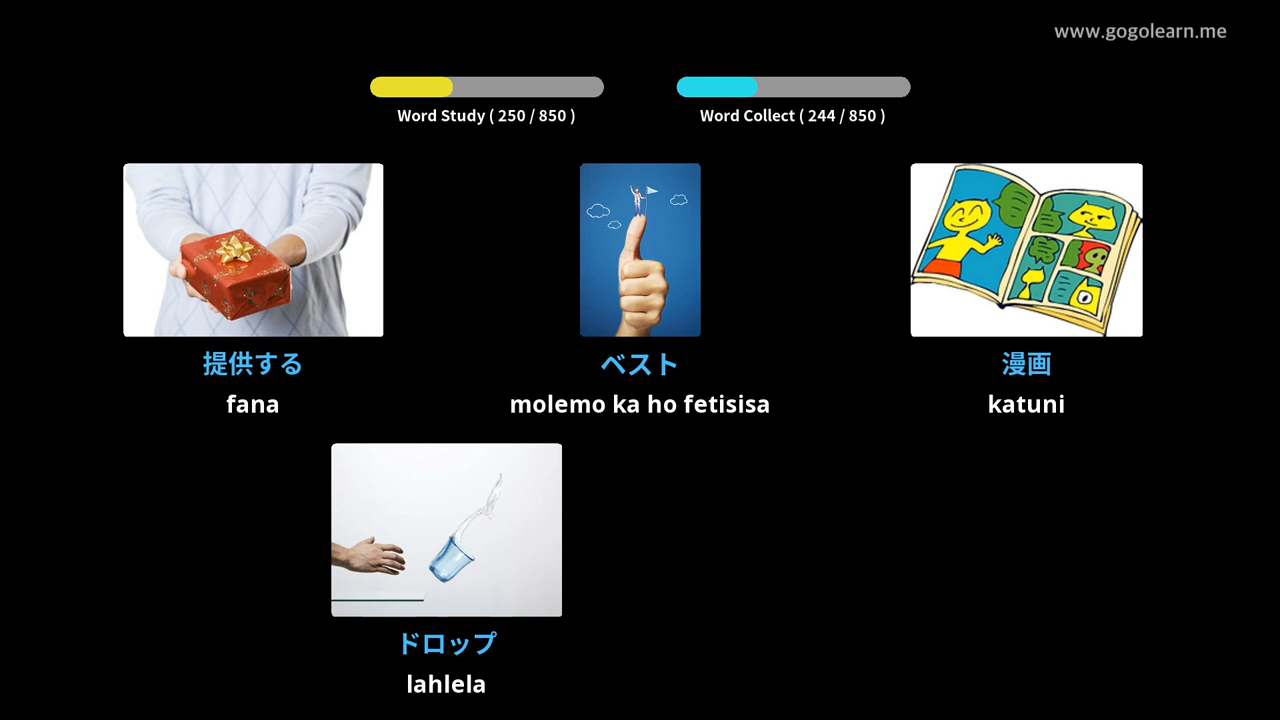 www.gogolearn.me
Word Study ( 250 / 850 )
Word Collect ( 244 / 850 )
提供する
fana
ベスト
molemo ka ho fetisisa
漫画
katuni
ドロップ
lahlela